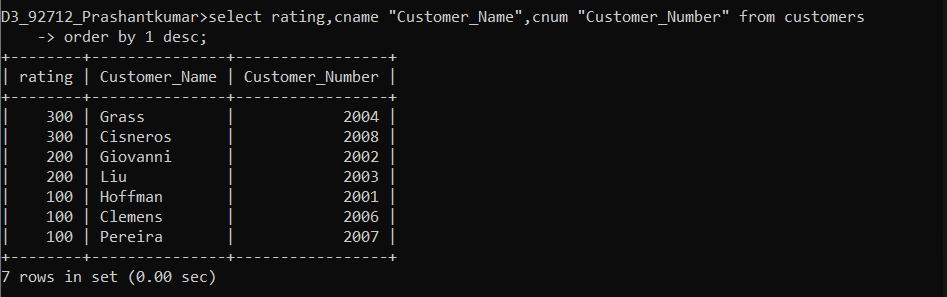 D3_92712_Prashantkumar>select rating,cname "Customer_Name",cnum "Customer_Number" from customers
    -> order by 1 desc;
+--------+---------------+-----------------+
| rating | Customer_Name | Customer_Number |
+--------+---------------+-----------------+
|    300 | Grass         |            2004 |
|    300 | Cisneros      |            2008 |
|    200 | Giovanni      |            2002 |
|    200 | Liu           |            2003 |
|    100 | Hoffman       |            2001 |
|    100 | Clemens       |            2006 |
|    100 | Pereira       |            2007 |
+--------+---------------+-----------------+
7 rows in set (0.00 sec)